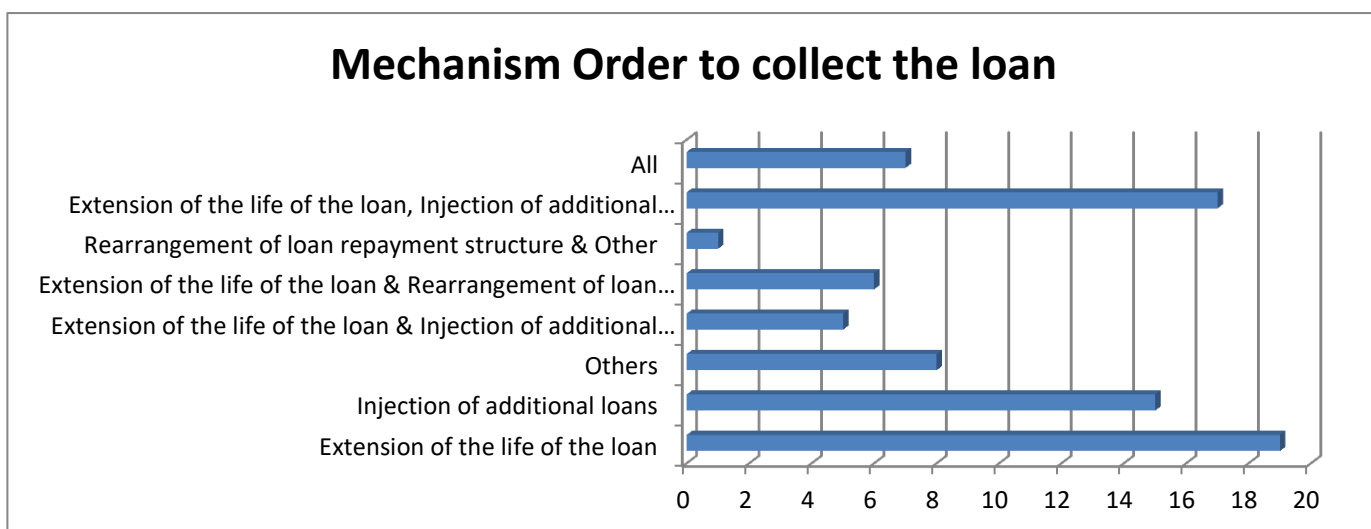 Mechanism Order to collect the loan
All
Extension of the life of the loan, Injection of additional...
Rearrangement of loan repayment structure & Other
Extension of the life of the loan & Rearrangement of loan...
Extension of the life of the loan & Injection of additional...
Others
Injection of additional loans
Extension of the life of the loan
0 2 4 6 8 10 12 14 16 18 20